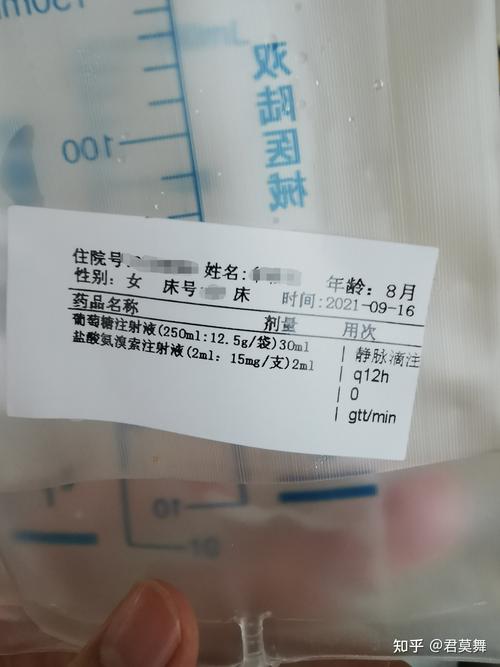 150ml
双陆医械
100
住院号: 姓名:
性别: 女 床号 床 年龄: 8月
时间:2021-09-16
药品名称 剂量 用次
葡萄糖注射液(250ml:12.5g/袋)30ml 静脉滴注
盐酸氨溴索注射液(2ml: 15mg/支)2ml q12h
0
gtt/min
10
10
知乎 @君莫舞